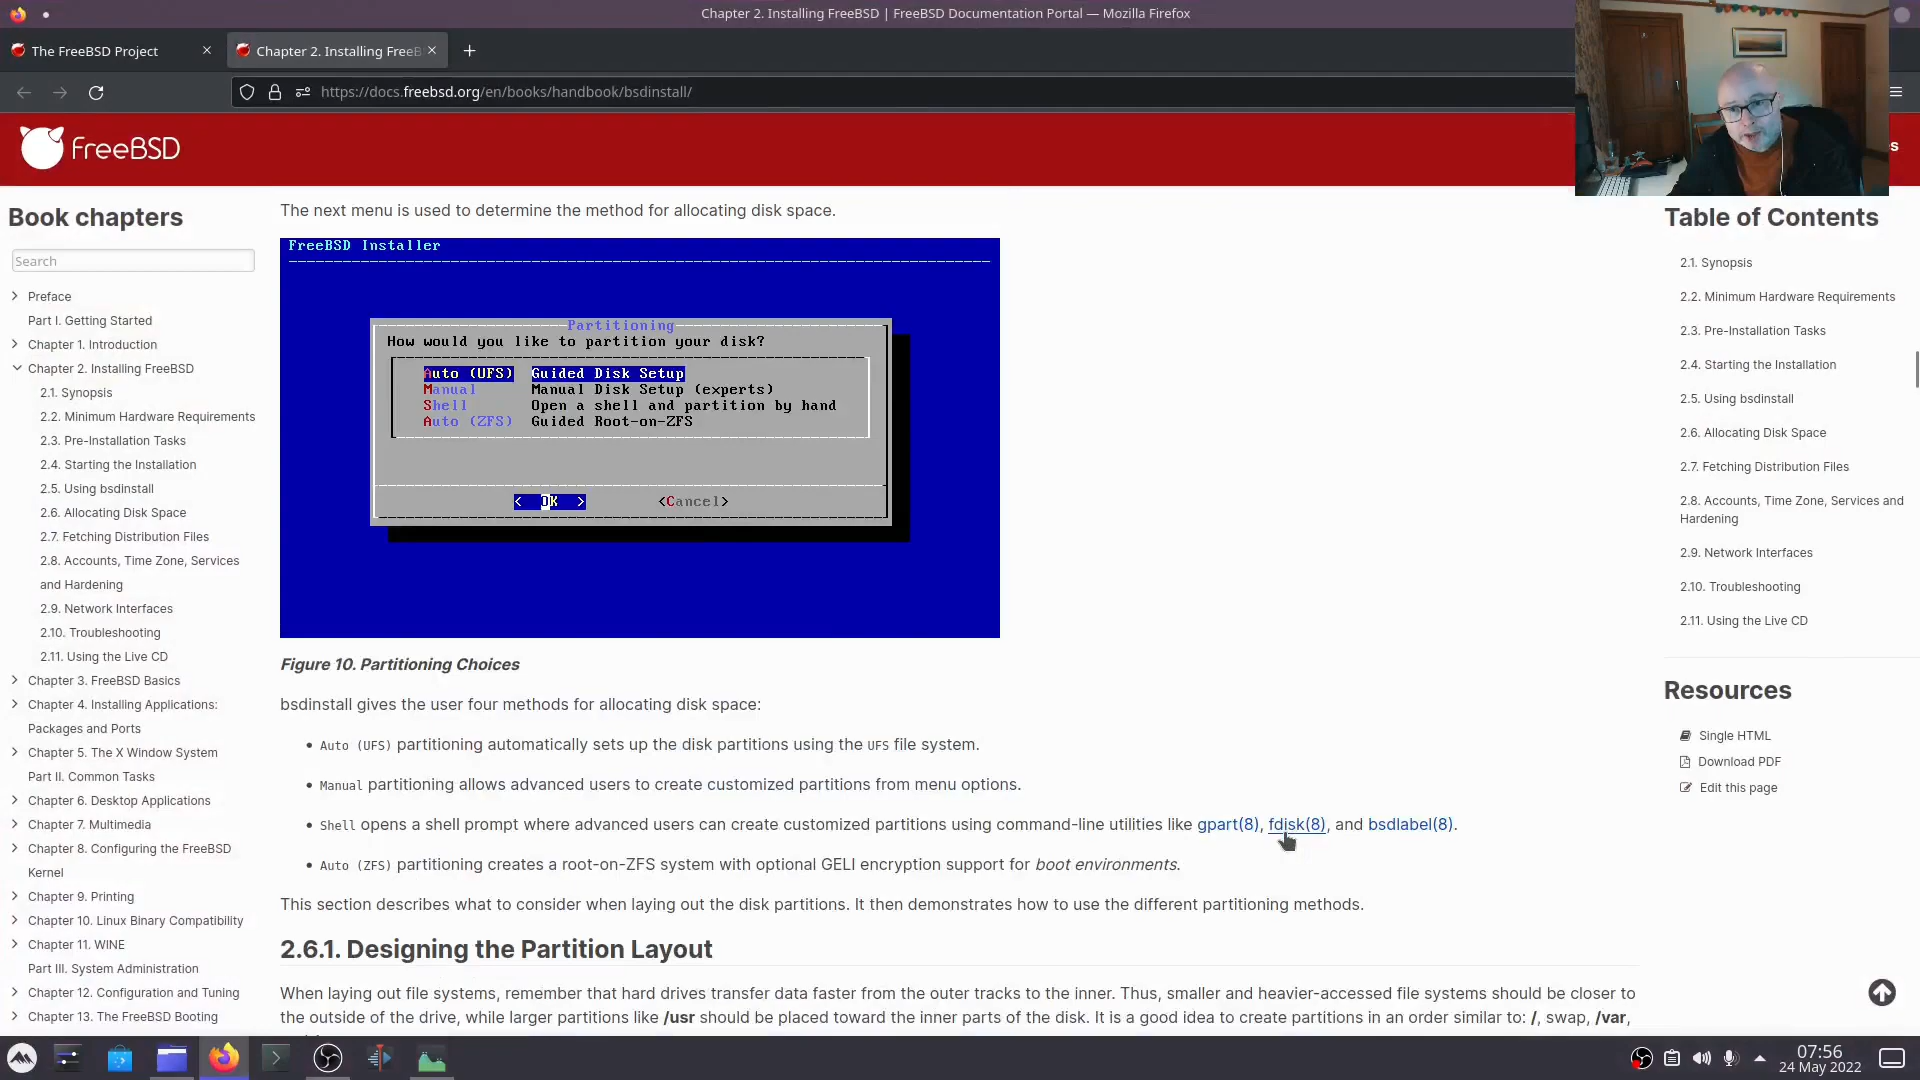 Chapter 2. Installing FreeBSD | FreeBSD Documentation Portal — Mozilla Firefox
The FreeBSD Project
Chapter 2. Installing FreeB
https://docs.freebsd.org/en/books/handbook/bsdinstall/
FreeBSD
s
Book chapters
Search
Preface
Part I. Getting Started
Chapter 1. Introduction
Chapter 2. Installing FreeBSD
2.1. Synopsis
2.2. Minimum Hardware Requirements
2.3. Pre-Installation Tasks
2.4. Starting the Installation
2.5. Using bsdinstall
2.6. Allocating Disk Space
2.7. Fetching Distribution Files
2.8. Accounts, Time Zone, Services
and Hardening
2.9. Network Interfaces
2.10. Troubleshooting
2.11. Using the Live CD
Chapter 3. FreeBSD Basics
Chapter 4. Installing Applications:
Packages and Ports
Chapter 5. The X Window System
Part II. Common Tasks
Chapter 6. Desktop Applications
Chapter 7. Multimedia
Chapter 8. Configuring the FreeBSD
Kernel
Chapter 9. Printing
Chapter 10. Linux Binary Compatibility
Chapter 11. WINE
Part III. System Administration
Chapter 12. Configuration and Tuning
Chapter 13. The FreeBSD Booting
The next menu is used to determine the method for allocating disk space.
FreeBSD Installer
Partitioning
How would you like to partition your disk?
Auto (UFS) Guided Disk Setup
Manual Manual Disk Setup (experts)
Shell Open a shell and partition by hand
Auto (ZFS) Guided Root-on-ZFS
< OK > <Cancel>
Figure 10. Partitioning Choices
bsdinstall gives the user four methods for allocating disk space:
• Auto (UFS) partitioning automatically sets up the disk partitions using the UFS file system.
• Manual partitioning allows advanced users to create customized partitions from menu options.
• Shell opens a shell prompt where advanced users can create customized partitions using command-line utilities like gpart(8), fdisk(8), and bsdlabel(8).
• Auto (ZFS) partitioning creates a root-on-ZFS system with optional GELI encryption support for boot environments.
This section describes what to consider when laying out the disk partitions. It then demonstrates how to use the different partitioning methods.
2.6.1. Designing the Partition Layout
When laying out file systems, remember that hard drives transfer data faster from the outer tracks to the inner. Thus, smaller and heavier-accessed file systems should be closer to
the outside of the drive, while larger partitions like /usr should be placed toward the inner parts of the disk. It is a good idea to create partitions in an order similar to: /, swap, /var,
Table of Contents
2.1. Synopsis
2.2. Minimum Hardware Requirements
2.3. Pre-Installation Tasks
2.4. Starting the Installation
2.5. Using bsdinstall
2.6. Allocating Disk Space
2.7. Fetching Distribution Files
2.8. Accounts, Time Zone, Services and
Hardening
2.9. Network Interfaces
2.10. Troubleshooting
2.11. Using the Live CD
Resources
Single HTML
Download PDF
Edit this page
07:56
24 May 2022